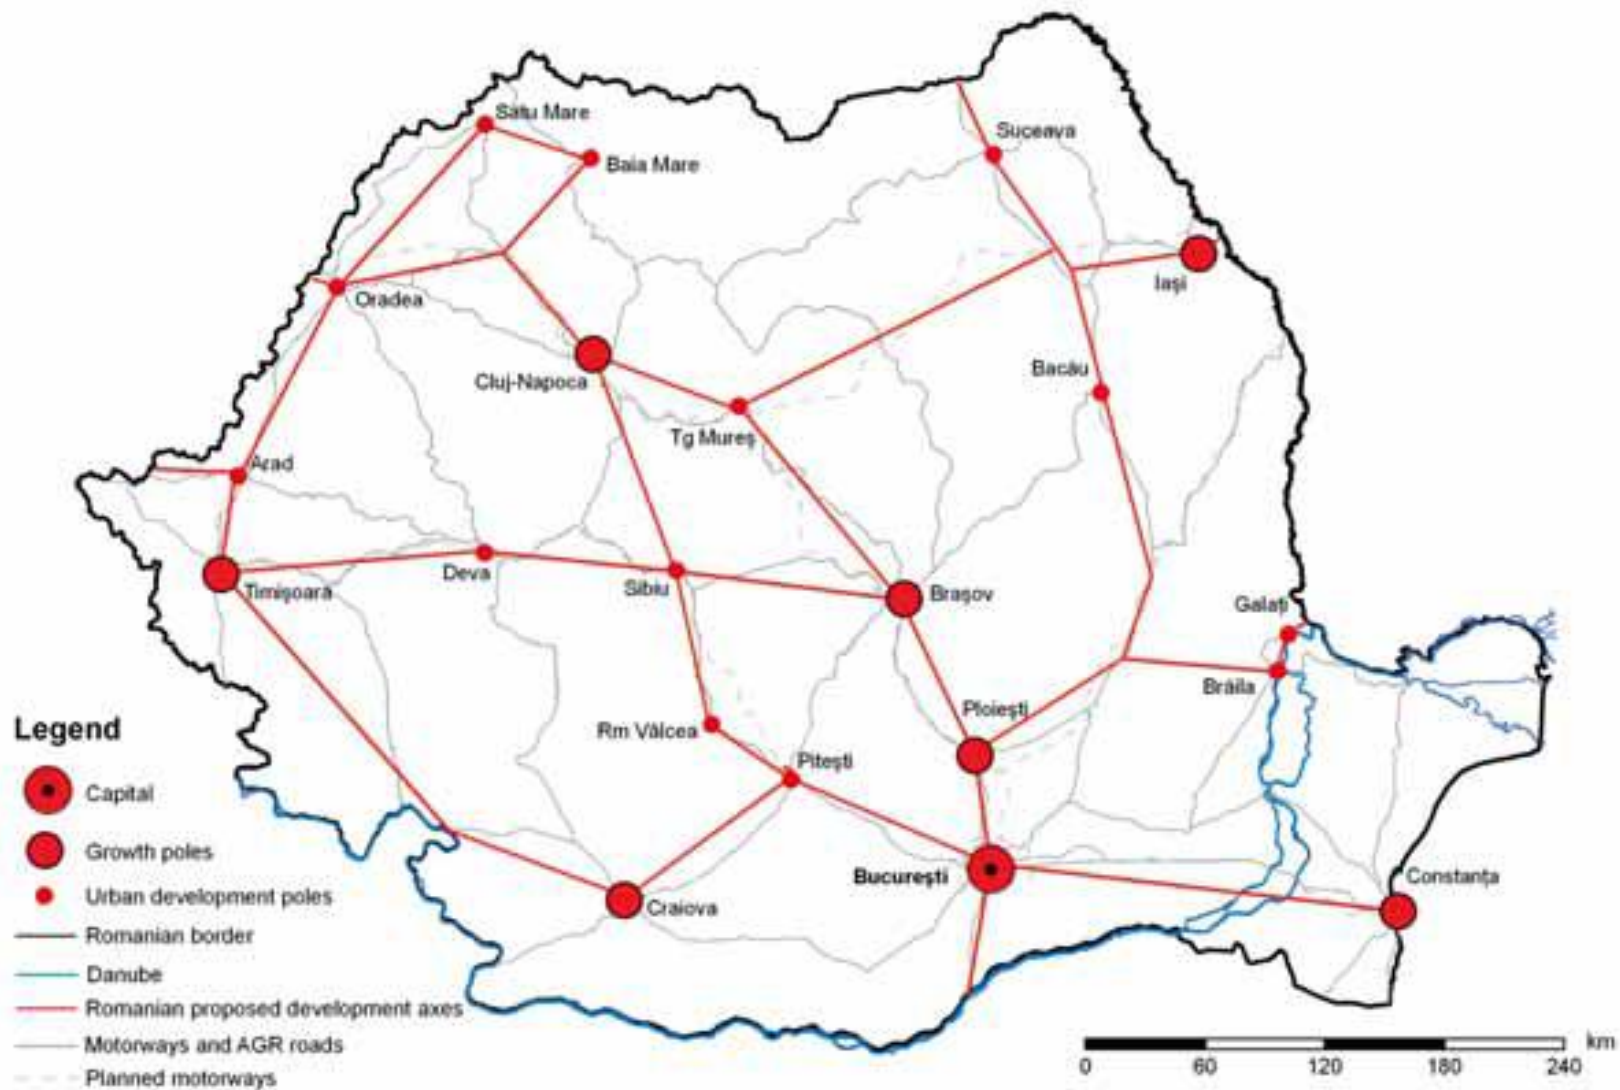 Satu Mare
Suceava
Baia Mare
Iași
Oradea
Bacău
Cluj-Napoca
Tg Mureș
Arad
Deva
Sibiu
Timișoara
Brașov
Galați
Brăila
Ploiești
Rm Vâlcea
Pitești
București
Constanța
Craiova
Legend
Capital
Growth poles
Urban development poles
Romanian border
Danube
Romanian proposed development axes
Motorways and AGR roads
Planned motorways
km
0 60 120 180 240